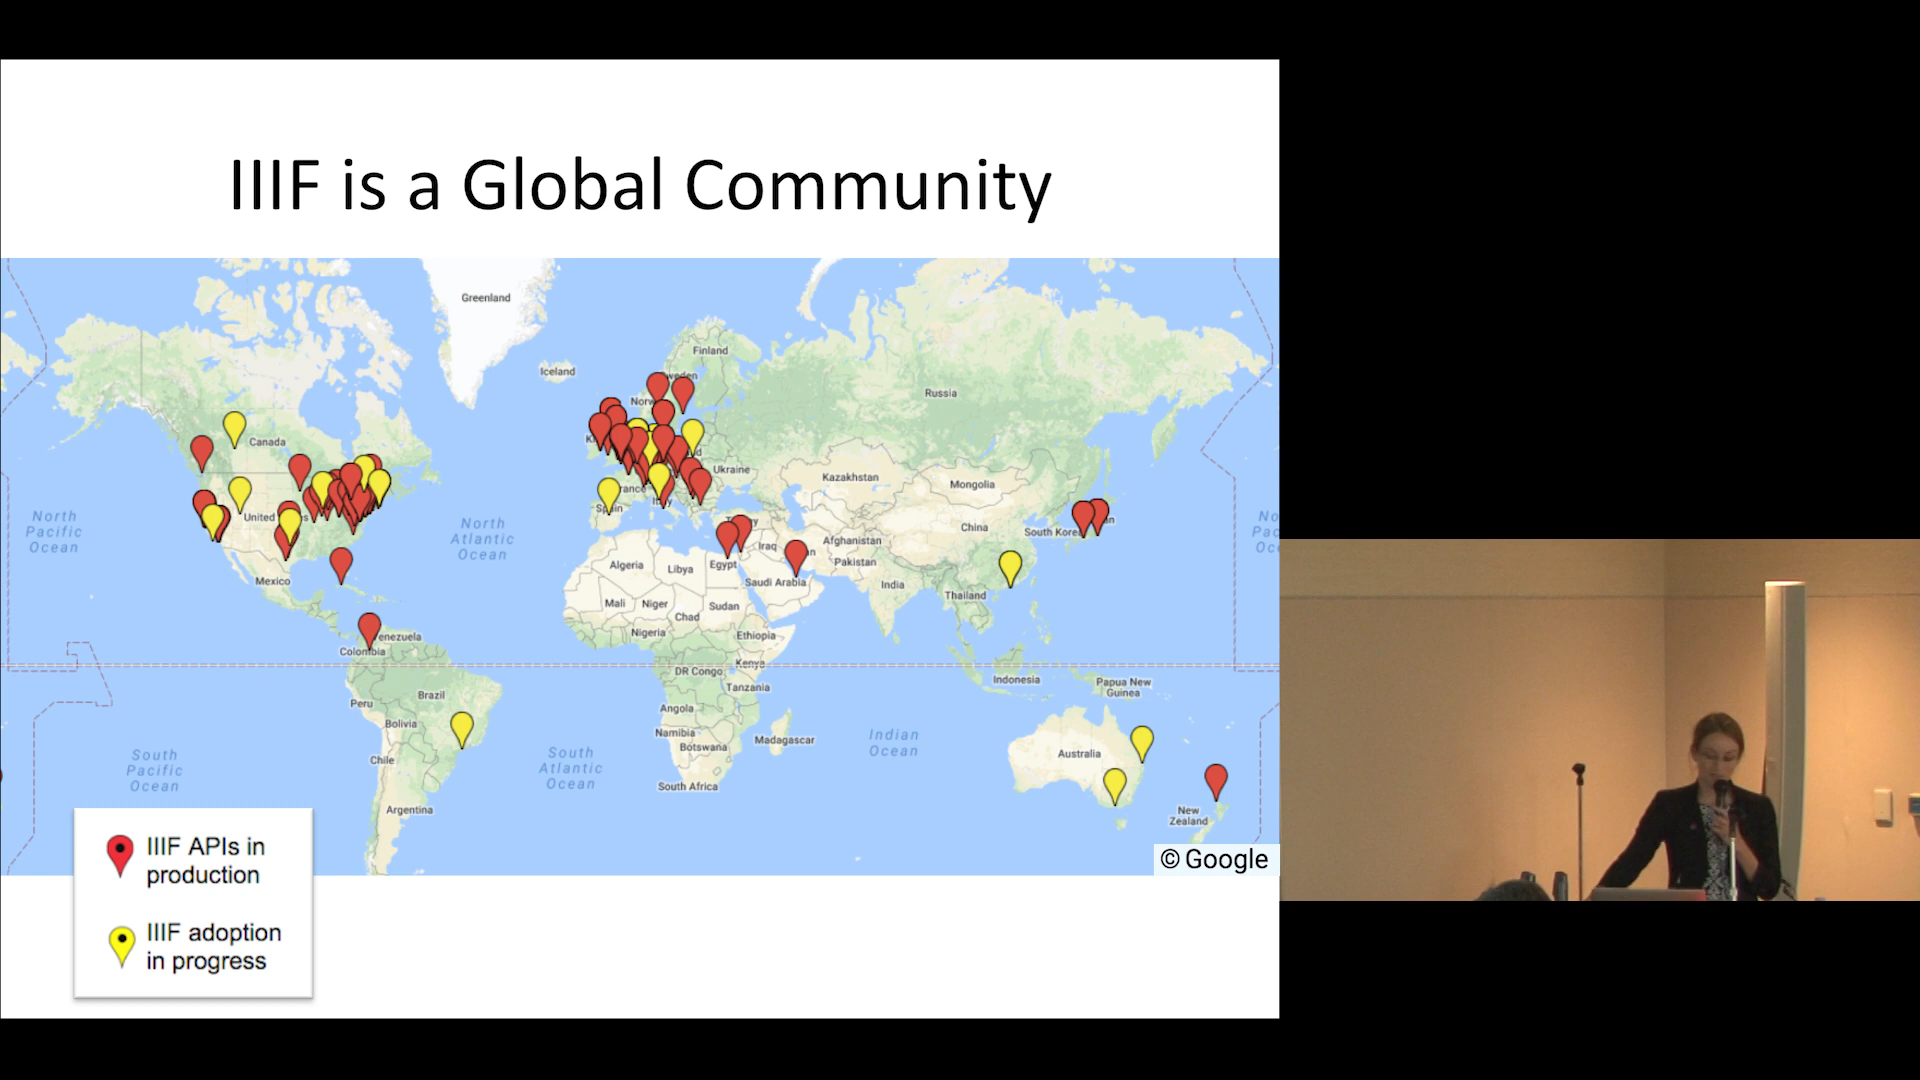 IIIF is a Global Community
Greenland
Finland
Iceland
Russia
Canada
Ukraine
Kazakhstan
Mongolia
North
Pacific
Ocean
North
Atlantic
Ocean
United
Spain
China
South Korea
Iraq
Afghanistan
Pakistan
Algeria
Libya
Egypt
Saudi Arabia
India
Thailand
Mexico
Mali
Niger
Chad
Sudan
Nigeria
Ethiopia
Venezuela
Colombia
DR Congo
Kenya
Tanzania
Indonesia
Papua New
Guinea
Brazil
Peru
Angola
Bolivia
Namibia
Botswana
Madagascar
Indian
Ocean
Australia
Chile
South
Pacific
Ocean
South
Atlantic
Ocean
South Africa
Argentina
New
Zealand
© Google
IIIF APIs in
production
IIIF adoption
in progress